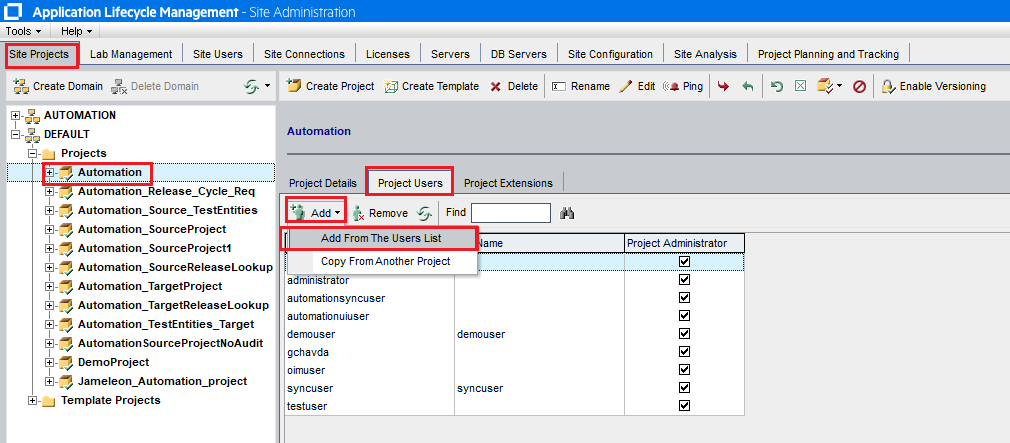 Application Lifecycle Management - Site Administration
Tools Help
Site Projects Lab Management Site Users Site Connections Licenses Servers DB Servers Site Configuration Site Analysis Project Planning and Tracking
Create Domain Delete Domain Create Project Create Template Delete Rename Edit Ping Enable Versioning
AUTOMATION
DEFAULT
Projects
Automation
Automation_Release_Cycle_Req
Automation_Source_TestEntities
Automation_SourceProject
Automation_SourceProject1
Automation_SourceReleaseLookup
Automation_TargetProject
Automation_TargetReleaseLookup
Automation_TestEntities_Target
AutomationSourceProjectNoAudit
DemoProject
Jameleon_Automation_project
Template Projects
Automation
Project Details Project Users Project Extensions
Add Remove Find
Add From The Users List
Copy From Another Project
Name Project Administrator
administrator
automationsyncuser
automationuiuser
demouser demouser
gchavda
oimuser
syncuser syncuser
testuser